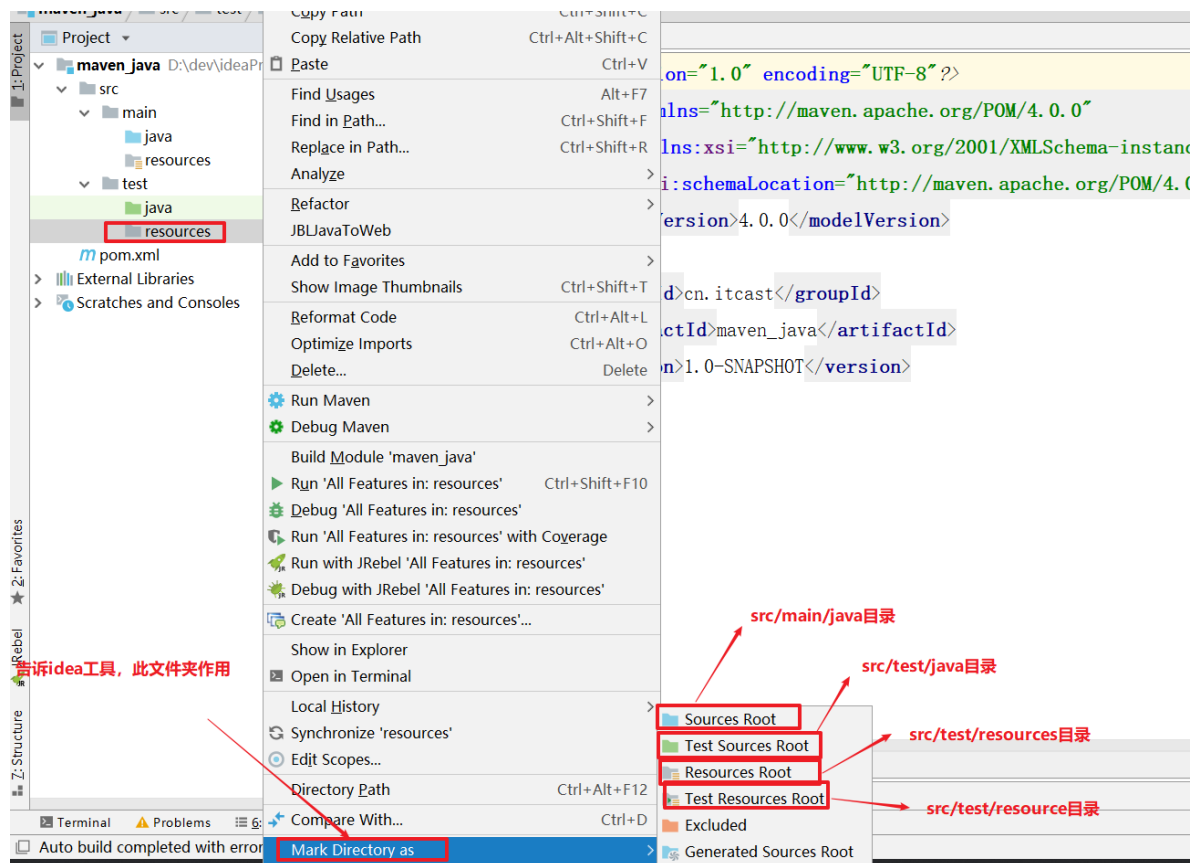 maven_java
src
test
Project
1: Project
maven_java D:\dev\ideaPr
src
main
java
resources
test
java
resources
pom.xml
External Libraries
Scratches and Consoles
2: Favorites
JRebel
Z: Structure
告诉idea工具，此文件夹作用
Copy Path Ctrl+Shift+C
Copy Relative Path Ctrl+Alt+Shift+C
Paste Ctrl+V
Find Usages Alt+F7
Find in Path... Ctrl+Shift+F
Replace in Path... Ctrl+Shift+R
Analyze
Refactor
JBLJavaToWeb
Add to Favorites
Show Image Thumbnails Ctrl+Shift+T
Reformat Code Ctrl+Alt+L
Optimize Imports Ctrl+Alt+O
Delete... Delete
Run Maven
Debug Maven
Build Module 'maven_java'
Run 'All Features in: resources' Ctrl+Shift+F10
Debug 'All Features in: resources'
Run 'All Features in: resources' with Coverage
Run with JRebel 'All Features in: resources'
Debug with JRebel 'All Features in: resources'
Create 'All Features in: resources'...
Show in Explorer
Open in Terminal
Local History
Synchronize 'resources'
Edit Scopes...
Directory Path Ctrl+Alt+F12
Compare With... Ctrl+D
Mark Directory as
on="1.0" encoding="UTF-8"?>
mlns="http://maven.apache.org/POM/4.0.0"
lns:xsi="http://www.w3.org/2001/XMLSchema-instanc
i:schemaLocation="http://maven.apache.org/POM/4.0
ersion>4.0.0</modelVersion>
d>cn.itcast</groupId>
ctId>maven_java</artifactId>
n>1.0-SNAPSHOT</version>
src/main/java目录
src/test/java目录
src/test/resources目录
src/test/resource目录
Sources Root
Test Sources Root
Resources Root
Test Resources Root
Excluded
Generated Sources Root
Terminal
Problems
6:
Auto build completed with error